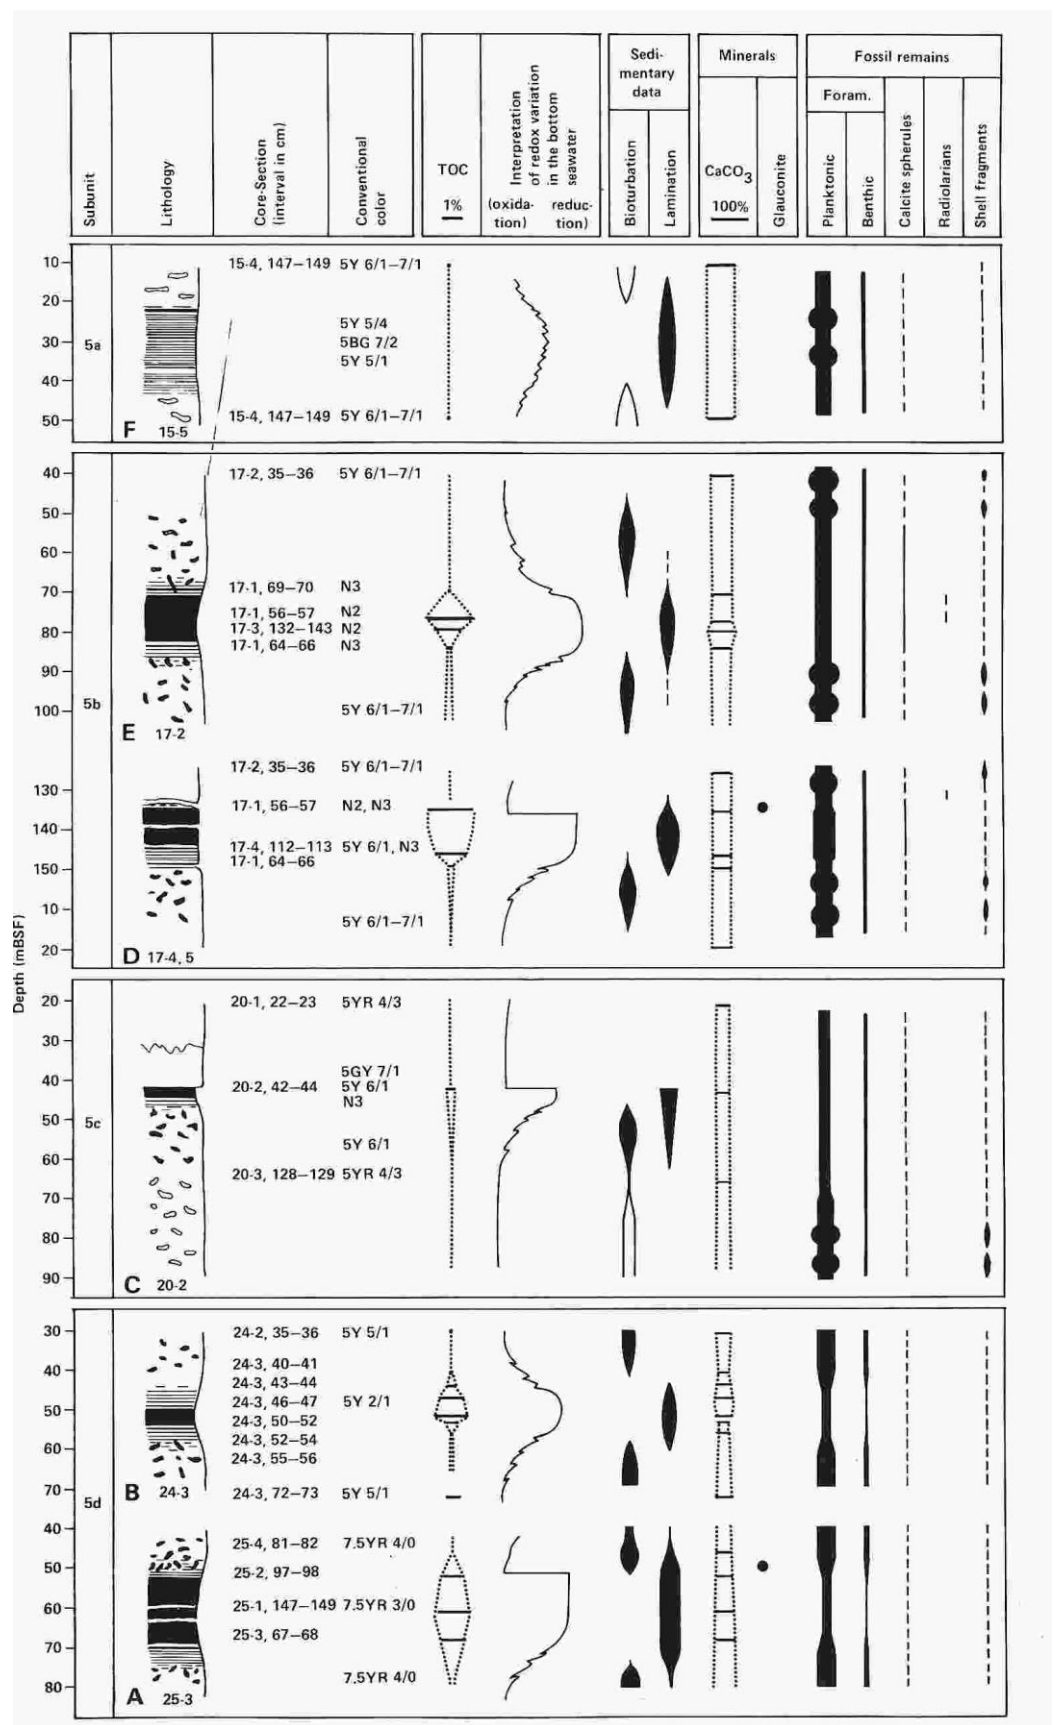 Subunit
Lithology
Core-Section
(interval in cm)
Conventional
color
TOC
1%
Interpretation
of redox variation
in the bottom
seawater
(oxida-
tion)
reduc-
tion)
Sedi-
mentary
data
Bioturbation
Lamination
Minerals
CaCO3
100%
Glauconite
Fossil remains
Foram.
Planktonic
Benthic
Calcite spherules
Radiolarians
Shell fragments
Depth (mBSF)
10
20
30
40
50
5a
15-4, 147–149 5Y 6/1–7/1
5Y 5/4
5BG 7/2
5Y 5/1
15-4, 147–149 5Y 6/1–7/1
F 15-5
40
50
60
70
80
90
100
5b
17-2, 35–36 5Y 6/1–7/1
17-1, 69–70 N3
17-1, 56–57 N2
17-3, 132–143 N2
17-1, 64–66 N3
5Y 6/1–7/1
E 17-2
130
140
150
10
20
17-2, 35–36 5Y 6/1–7/1
17-1, 56–57 N2, N3
17-4, 112–113 5Y 6/1, N3
17-1, 64–66
5Y 6/1–7/1
D 17-4, 5
20
30
40
50
60
70
80
90
5c
20-1, 22–23 5YR 4/3
5GY 7/1
20-2, 42–44 5Y 6/1
N3
5Y 6/1
20-3, 128–129 5YR 4/3
C 20-2
30
40
50
60
70
5d
24-2, 35–36 5Y 5/1
24-3, 40–41
24-3, 43–44
24-3, 46–47 5Y 2/1
24-3, 50–52
24-3, 52–54
24-3, 55–56
24-3, 72–73 5Y 5/1
B 24-3
40
50
60
70
80
25-4, 81–82 7.5YR 4/0
25-2, 97–98
25-1, 147–149 7.5YR 3/0
25-3, 67–68
7.5YR 4/0
A 25-3